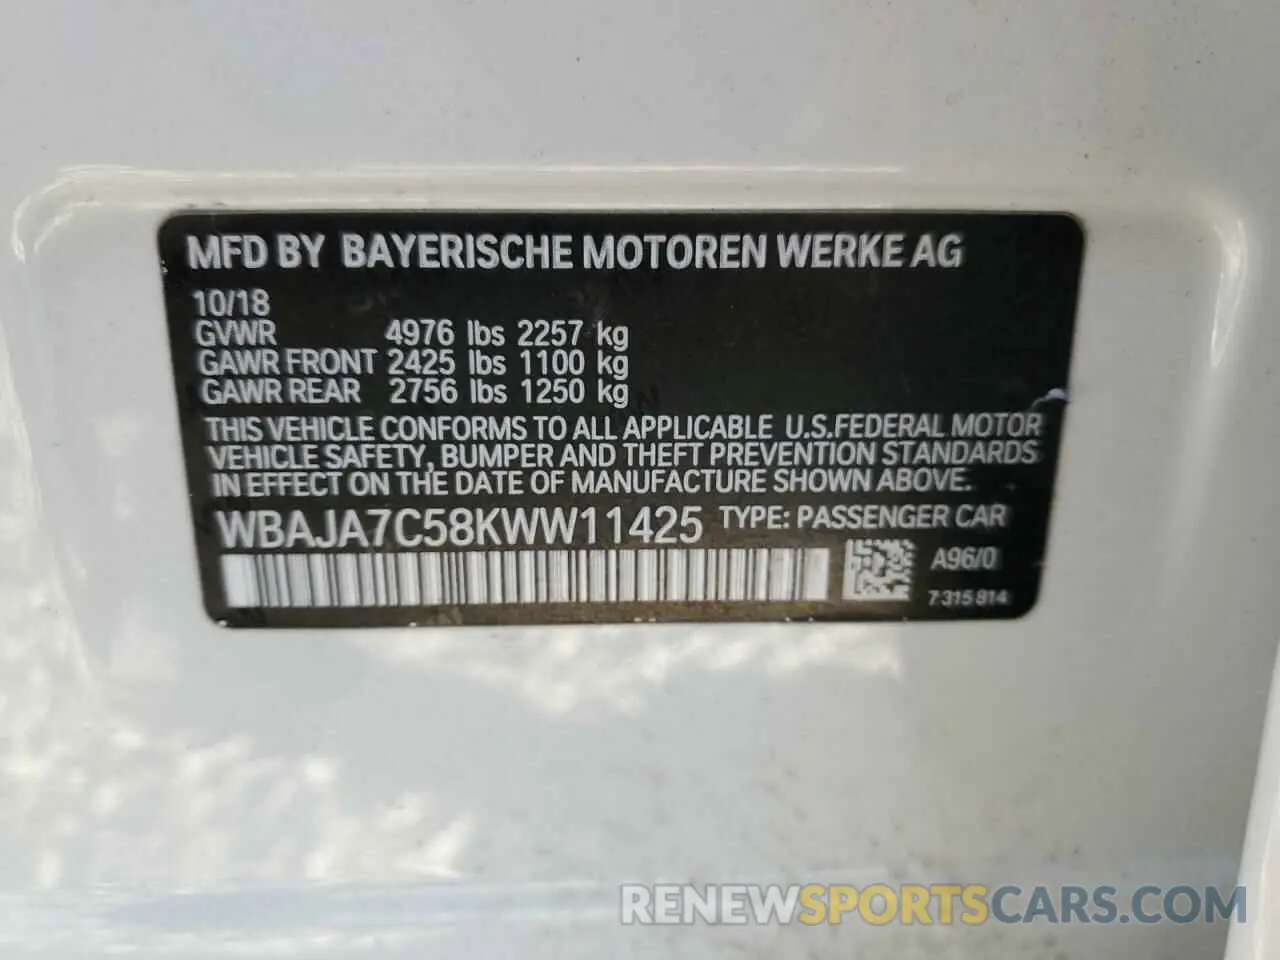 MFD BY BAYERISCHE MOTOREN WERKE AG
10/18
GVWR 4976 lbs 2257 kg
GAWR FRONT 2425 lbs 1100 kg
GAWR REAR 2756 lbs 1250 kg
THIS VEHICLE CONFORMS TO ALL APPLICABLE U.S.FEDERAL MOTOR
VEHICLE SAFETY, BUMPER AND THEFT PREVENTION STANDARDS
IN EFFECT ON THE DATE OF MANUFACTURE SHOWN ABOVE.
WBAJA7C58KWW11425 TYPE: PASSENGER CAR
A96/0
7 315 814
RENEWSPORTSCARS.COM